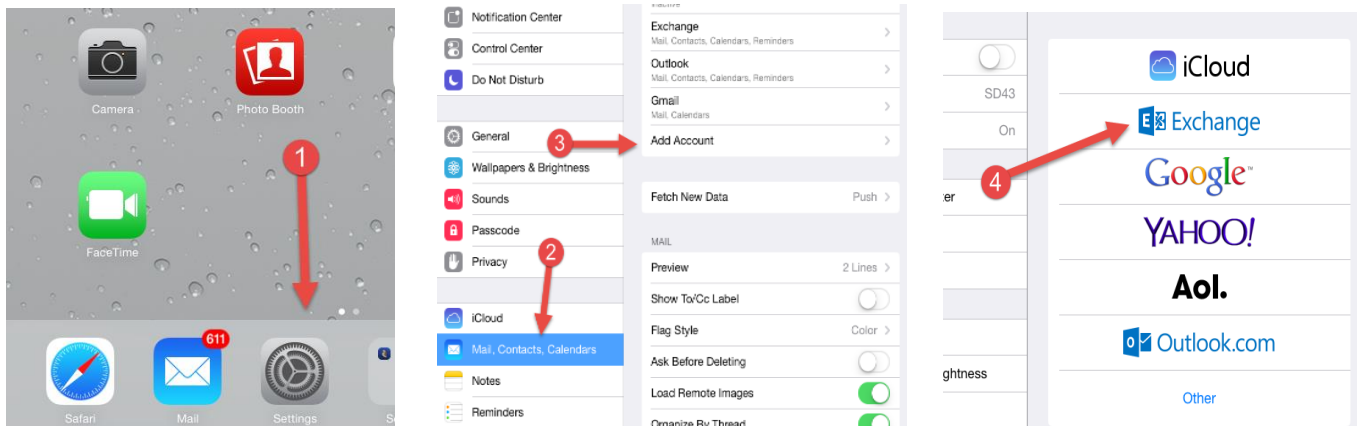 Camera
Photo Booth
1
FaceTime
611
Safari
Mail
Settings
Notification Center
Control Center
Do Not Disturb
General
Wallpapers & Brightness
Sounds
Passcode
2
Privacy
iCloud
Mail, Contacts, Calendars
Notes
Reminders
Inactive
Exchange
Mail, Contacts, Calendars, Reminders
Outlook
Mail, Contacts, Calendars, Reminders
Gmail
Mail, Calendars
3
Add Account
Fetch New Data Push
MAIL
Preview 2 Lines
Show To/Cc Label
Flag Style Color
Ask Before Deleting
Load Remote Images
Organize By Thread
SD43
On
4
ter
ghtness
iCloud
E Exchange
Google
YAHOO!
Aol.
o Outlook.com
Other